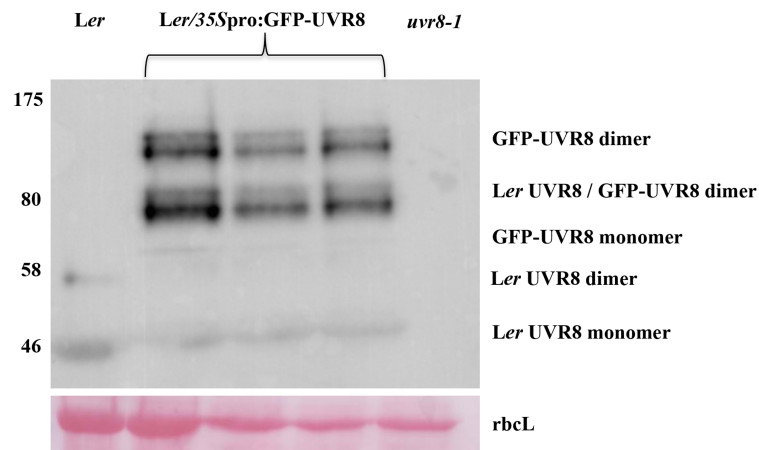 Ler Ler/35Spro:GFP-UVR8 uvr8-1
175
GFP-UVR8 dimer
80
Ler UVR8 / GFP-UVR8 dimer
GFP-UVR8 monomer
58
Ler UVR8 dimer
46
Ler UVR8 monomer
rbcL